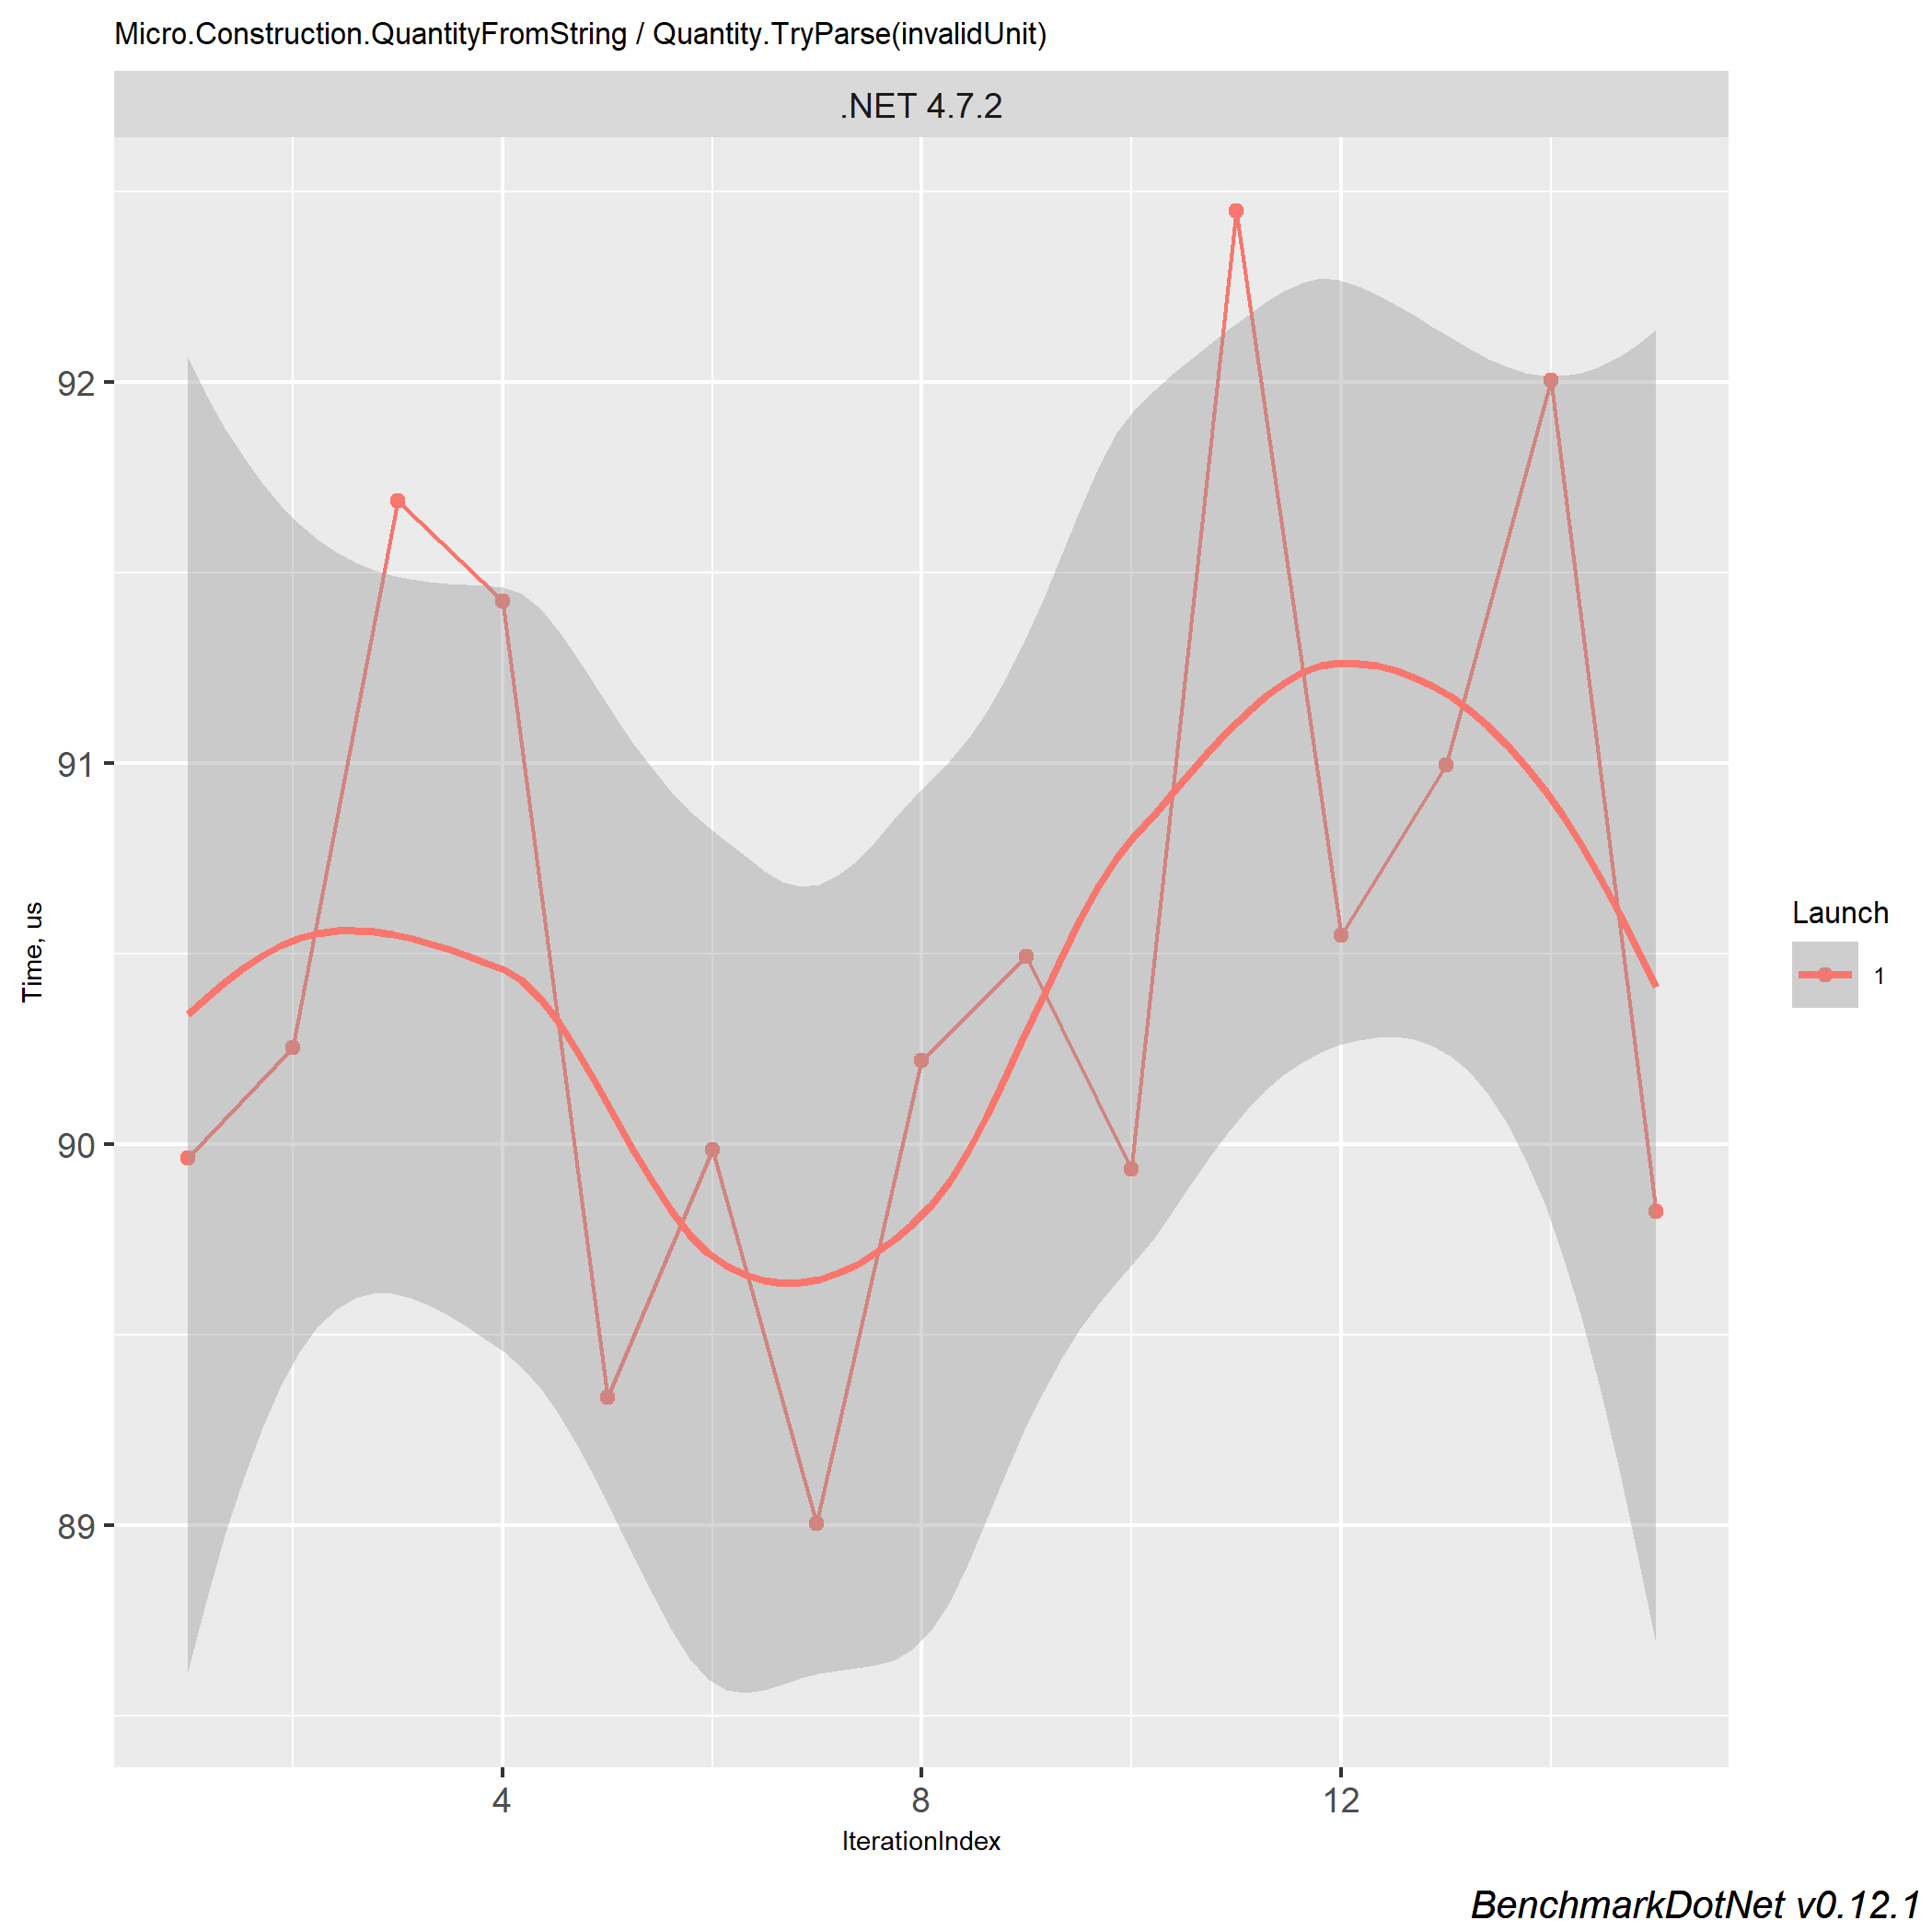 Micro.Construction.QuantityFromString / Quantity.TryParse(invalidUnit)
.NET 4.7.2
92
91
90
89
Time, us
4 8 12
IterationIndex
Launch
1
BenchmarkDotNet v0.12.1